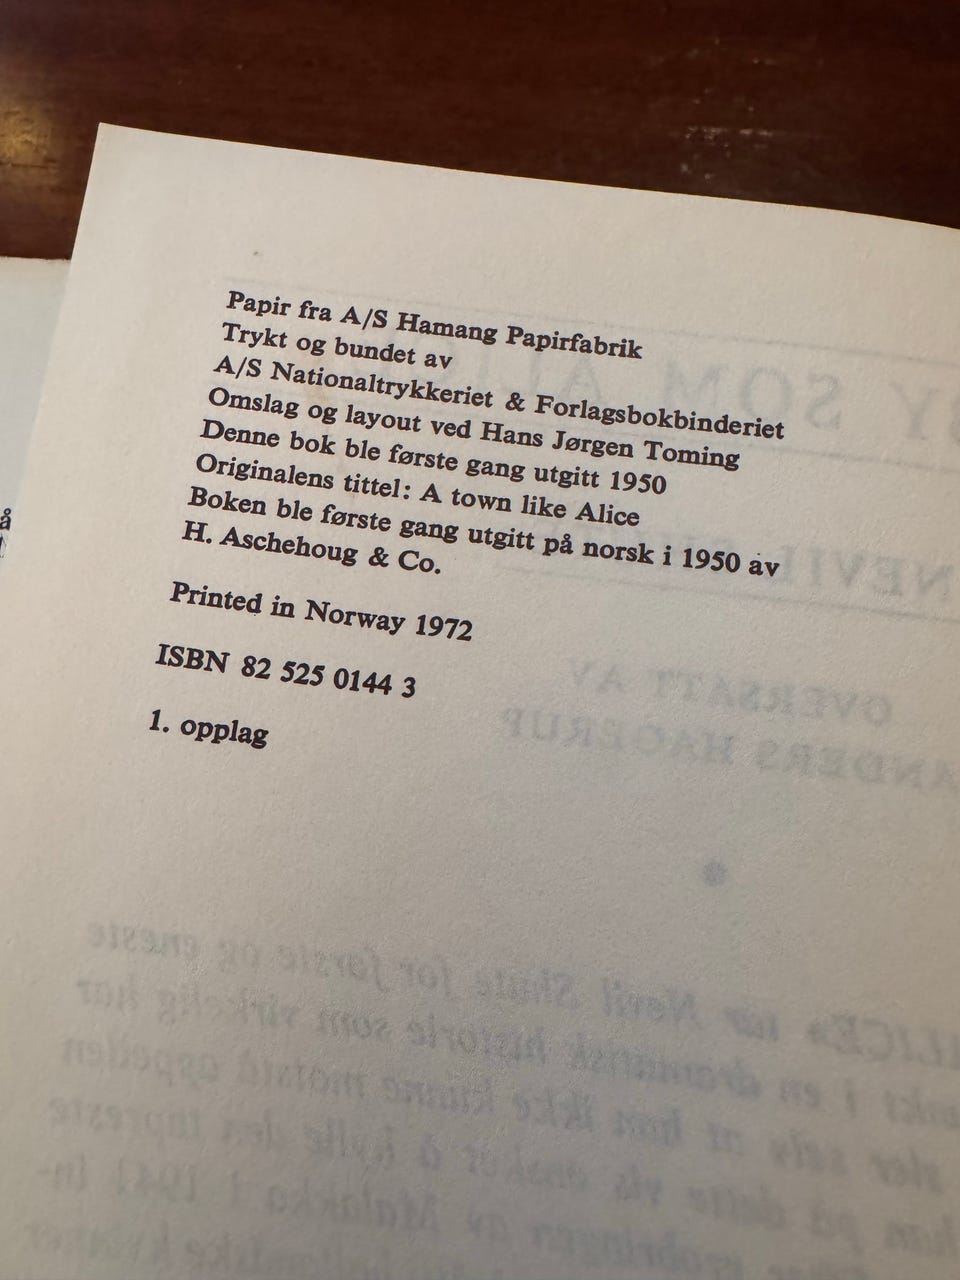 Papir fra A/S Hamang Papirfabrik
Trykt og bundet av
A/S Nationaltrykkeriet & Forlagsbokbinderiet
Omslag og layout ved Hans Jørgen Toming
Denne bok ble første gang utgitt 1950
Originalens tittel: A town like Alice
Boken ble første gang utgitt på norsk i 1950 av
H. Aschehoug & Co.
Printed in Norway 1972
ISBN 82 525 0144 3
1. opplag
å